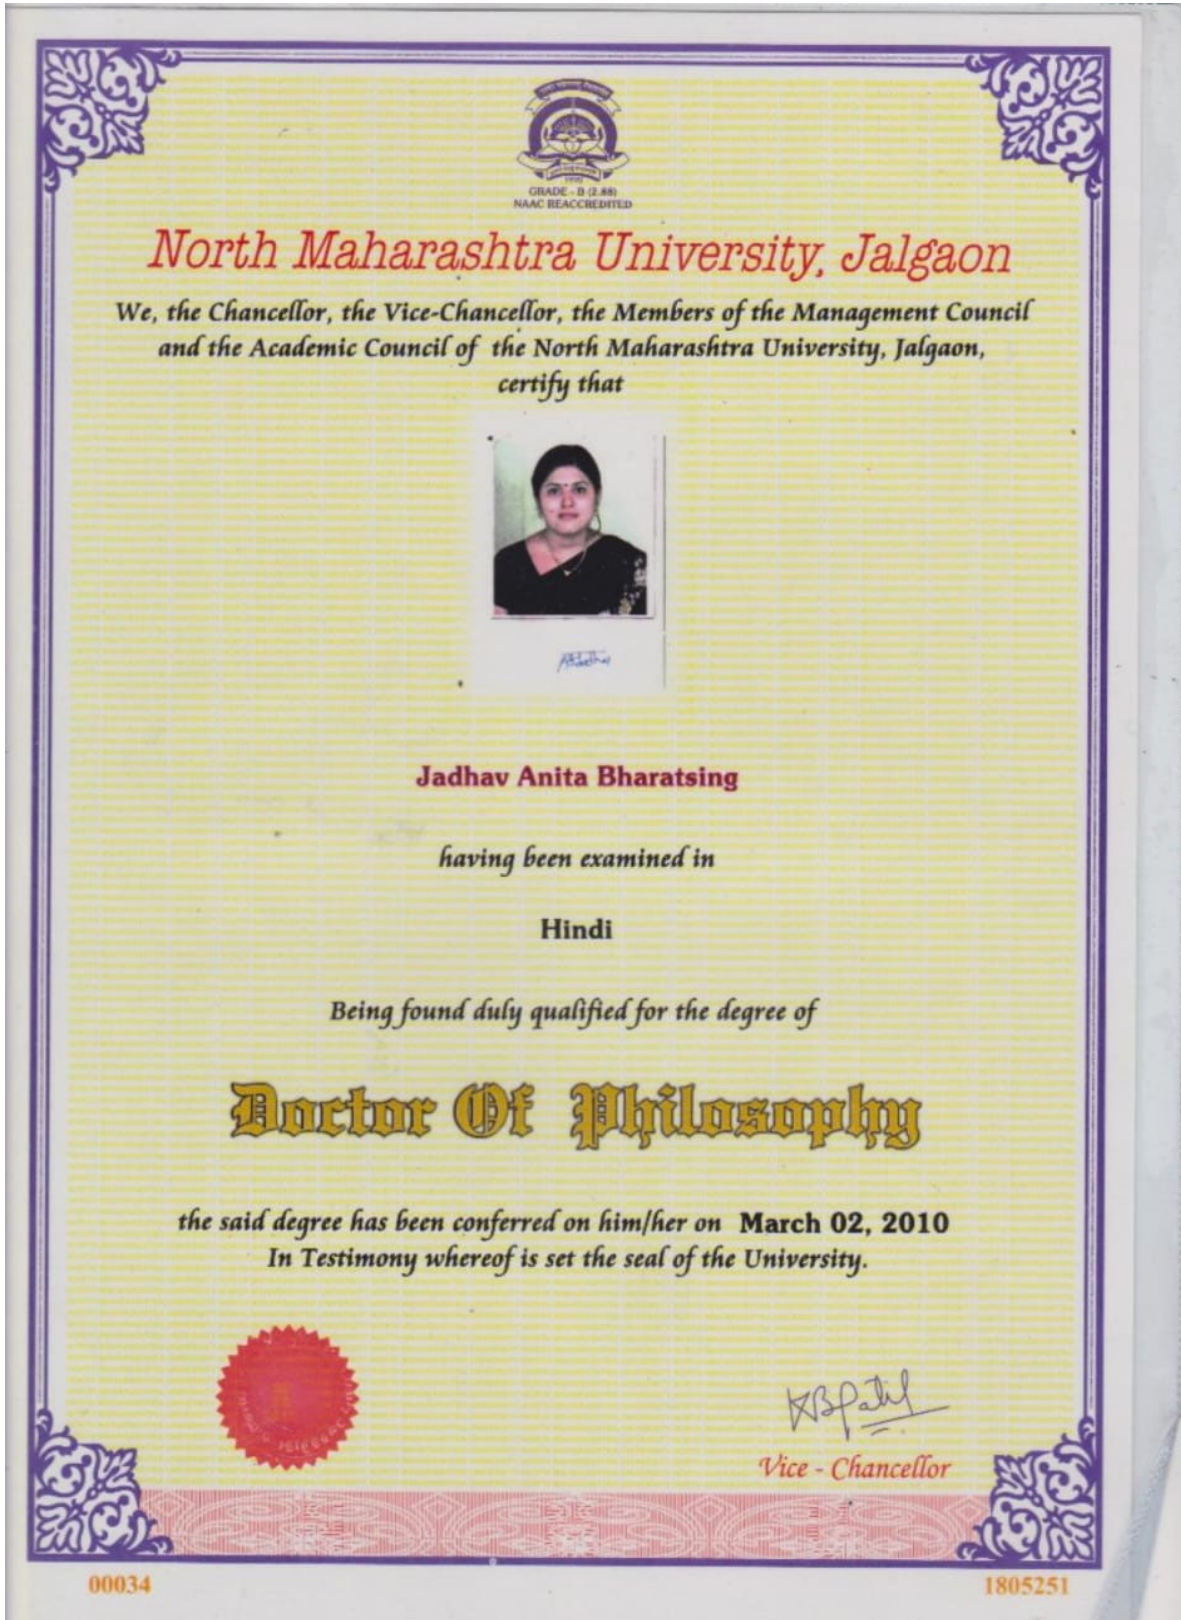 1990
GRADE - B (2.88)
NAAC REACCREDITED
North Maharashtra University, Jalgaon
We, the Chancellor, the Vice-Chancellor, the Members of the Management Council
and the Academic Council of the North Maharashtra University, Jalgaon,
certify that
Jadhav Anita Bharatsing
having been examined in
Hindi
Being found duly qualified for the degree of
Doctor Of Philosophy
the said degree has been conferred on him/her on March 02, 2010
In Testimony whereof is set the seal of the University.
KBPatil
Vice - Chancellor
00034
1805251